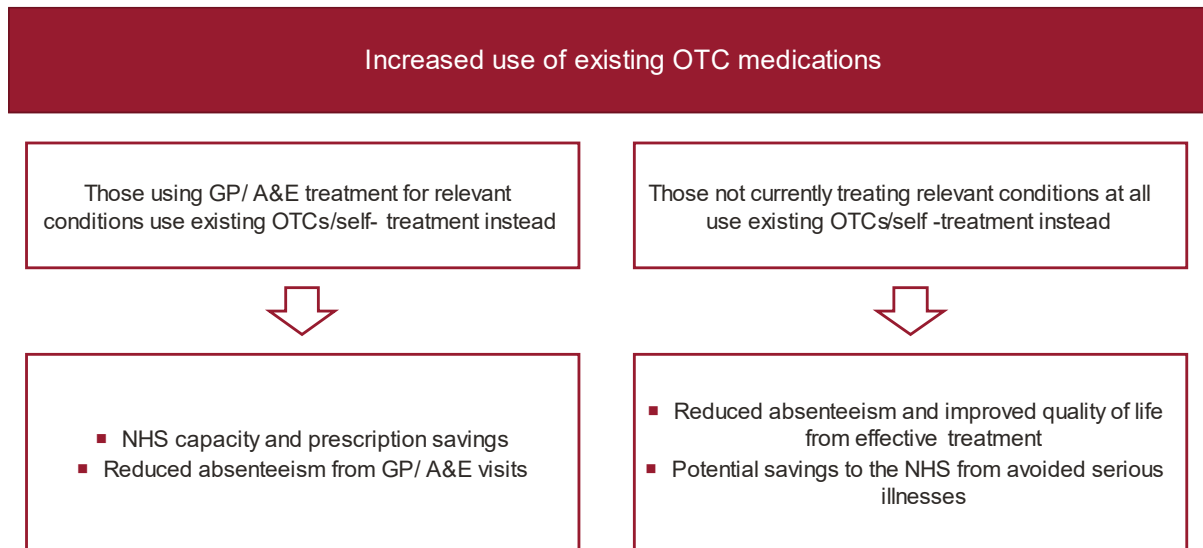 Increased use of existing OTC medications
Those using GP/ A&E treatment for relevant
conditions use existing OTCs/self- treatment instead
Those not currently treating relevant conditions at all
use existing OTCs/self -treatment instead
▪ NHS capacity and prescription savings
▪ Reduced absenteeism from GP/ A&E visits
▪ Reduced absenteeism and improved quality of life
from effective treatment
▪ Potential savings to the NHS from avoided serious
illnesses